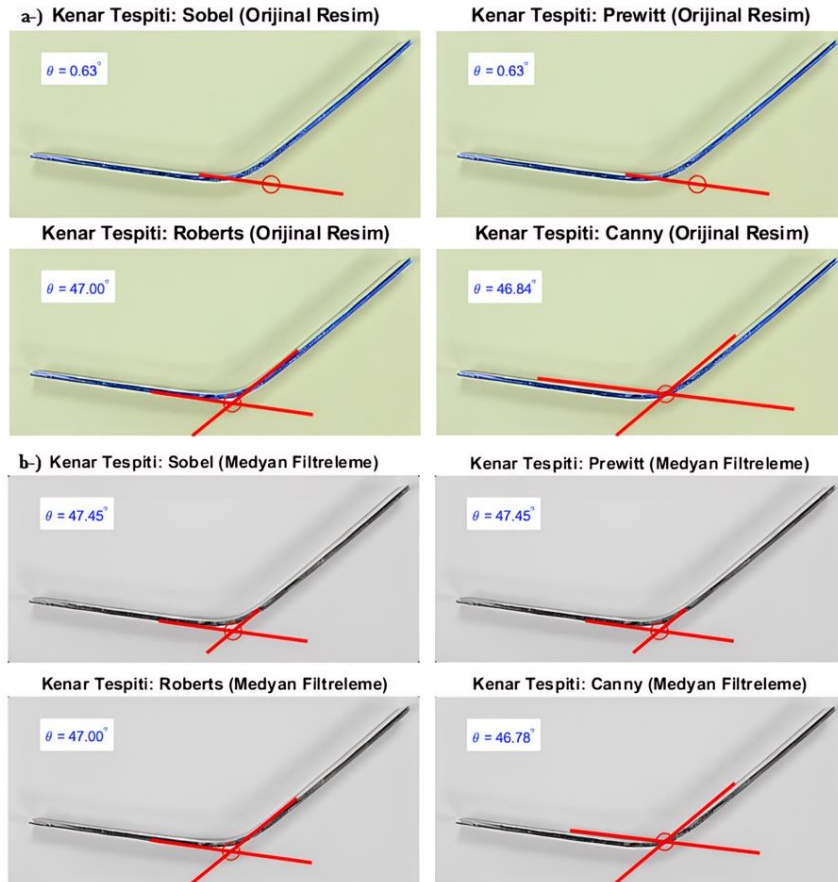 a-) Kenar Tespiti: Sobel (Orijinal Resim)
Kenar Tespiti: Prewitt (Orijinal Resim)
θ = 0.63°
θ = 0.63°
Kenar Tespiti: Roberts (Orijinal Resim)
Kenar Tespiti: Canny (Orijinal Resim)
θ = 47.00°
θ = 46.84°
b-) Kenar Tespiti: Sobel (Medyan Filtreleme)
Kenar Tespiti: Prewitt (Medyan Filtreleme)
θ = 47.45°
θ = 47.45°
Kenar Tespiti: Roberts (Medyan Filtreleme)
Kenar Tespiti: Canny (Medyan Filtreleme)
θ = 47.00°
θ = 46.78°